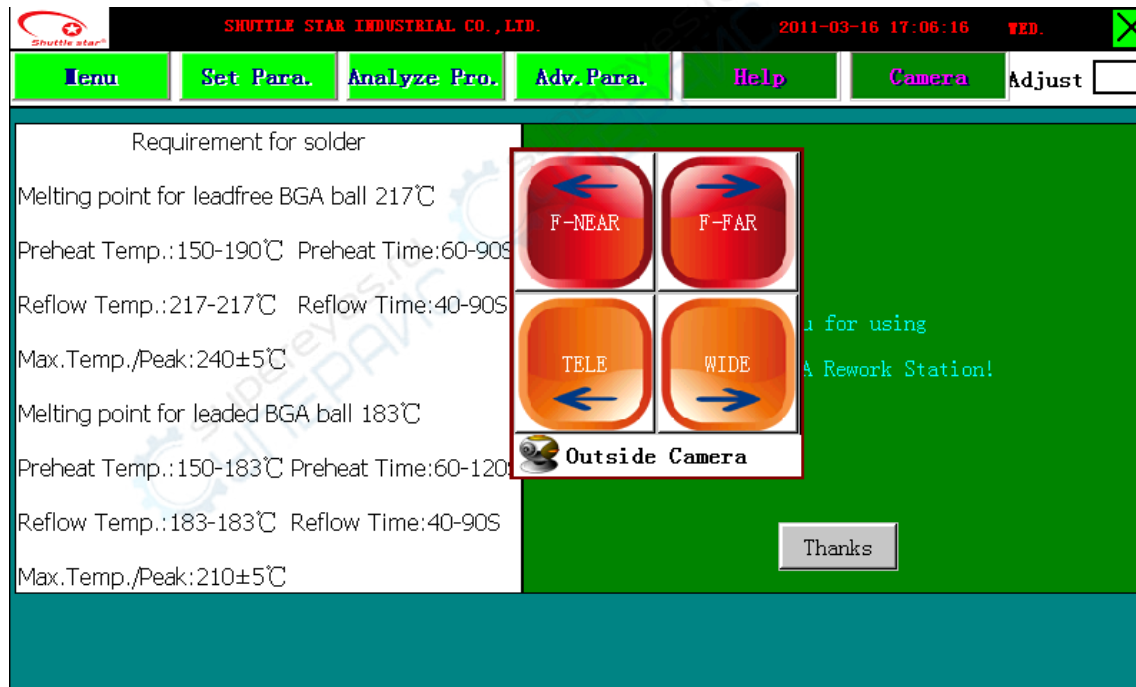 Shuttle star®
SHUTTLE STAR INDUSTRIAL CO., LTD.
2011-03-16 17:06:16
WED.
Menu
Set Para.
Analyze Pro.
Adv. Para.
Help
Camera
Adjust
Requirement for solder
Melting point for leadfree BGA ball 217℃
Preheat Temp.:150-190℃ Preheat Time:60-90S
Reflow Temp.:217-217℃ Reflow Time:40-90S
Max.Temp./Peak:240±5℃
Melting point for leaded BGA ball 183℃
Preheat Temp.:150-183℃ Preheat Time:60-120S
Reflow Temp.:183-183℃ Reflow Time:40-90S
Max.Temp./Peak:210±5℃
F-NEAR
F-FAR
TELE
WIDE
Outside Camera
for using
Rework Station!
Thanks
supereyes.ru
СУПЕРАЙС